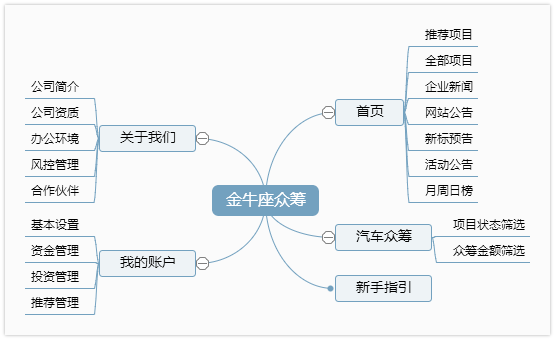 金牛座众筹
首页
推荐项目
全部项目
企业新闻
网站公告
新标预告
活动公告
月周日榜
汽车众筹
项目状态筛选
众筹金额筛选
新手指引
关于我们
公司简介
公司资质
办公环境
风控管理
合作伙伴
我的账户
基本设置
资金管理
投资管理
推荐管理